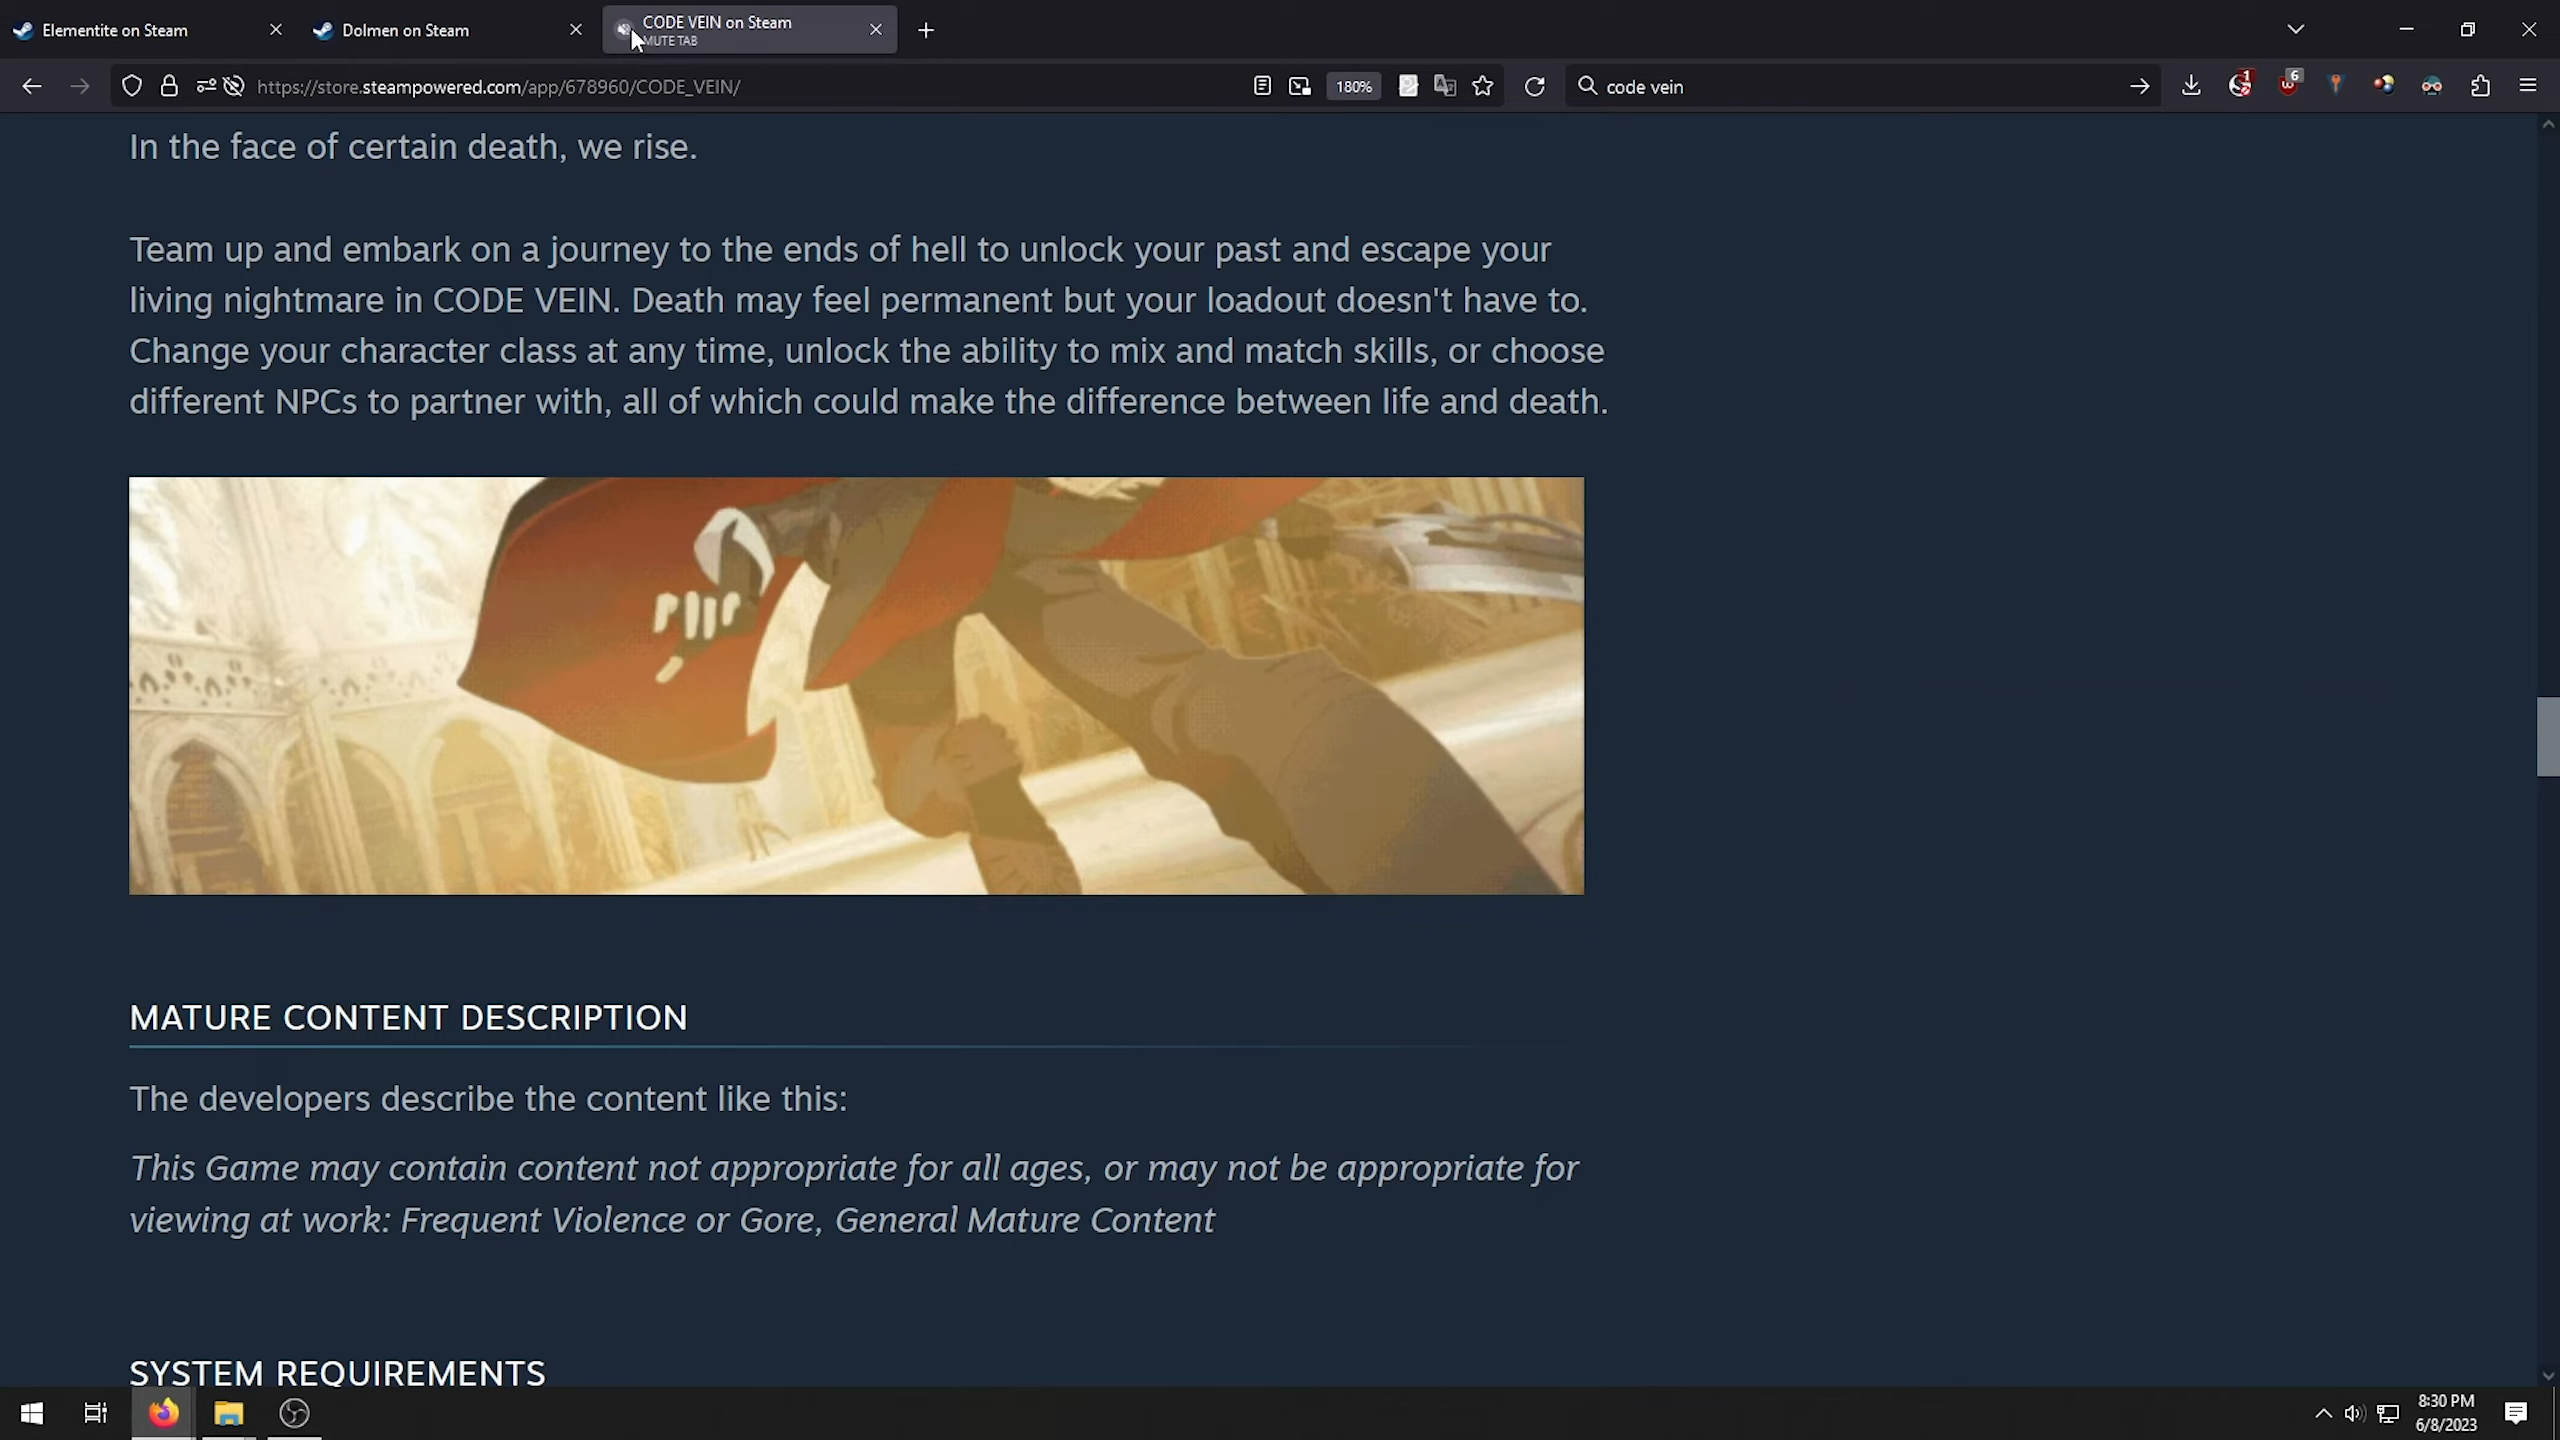 Elementite on Steam
Dolmen on Steam
CODE VEIN on Steam
MUTE TAB
https://store.steampowered.com/app/678960/CODE_VEIN/
180%
code vein
1
6
In the face of certain death, we rise.
Team up and embark on a journey to the ends of hell to unlock your past and escape your
living nightmare in CODE VEIN. Death may feel permanent but your loadout doesn't have to.
Change your character class at any time, unlock the ability to mix and match skills, or choose
different NPCs to partner with, all of which could make the difference between life and death.
MATURE CONTENT DESCRIPTION
The developers describe the content like this:
This Game may contain content not appropriate for all ages, or may not be appropriate for
viewing at work: Frequent Violence or Gore, General Mature Content
SYSTEM REQUIREMENTS
8:30 PM
6/8/2023